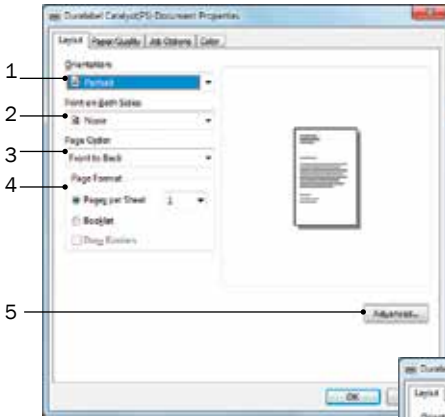 Duralabel Catalyst(PS) Document Properties
Layout Paper/Quality Job Options Color
1
Orientation:
Portrait
2
Print on Both Sides:
None
3
Page Order:
Front to Back
4
Page Format
Pages per Sheet 1
Booklet
Draw Borders
5
Advanced...
OK
Layout